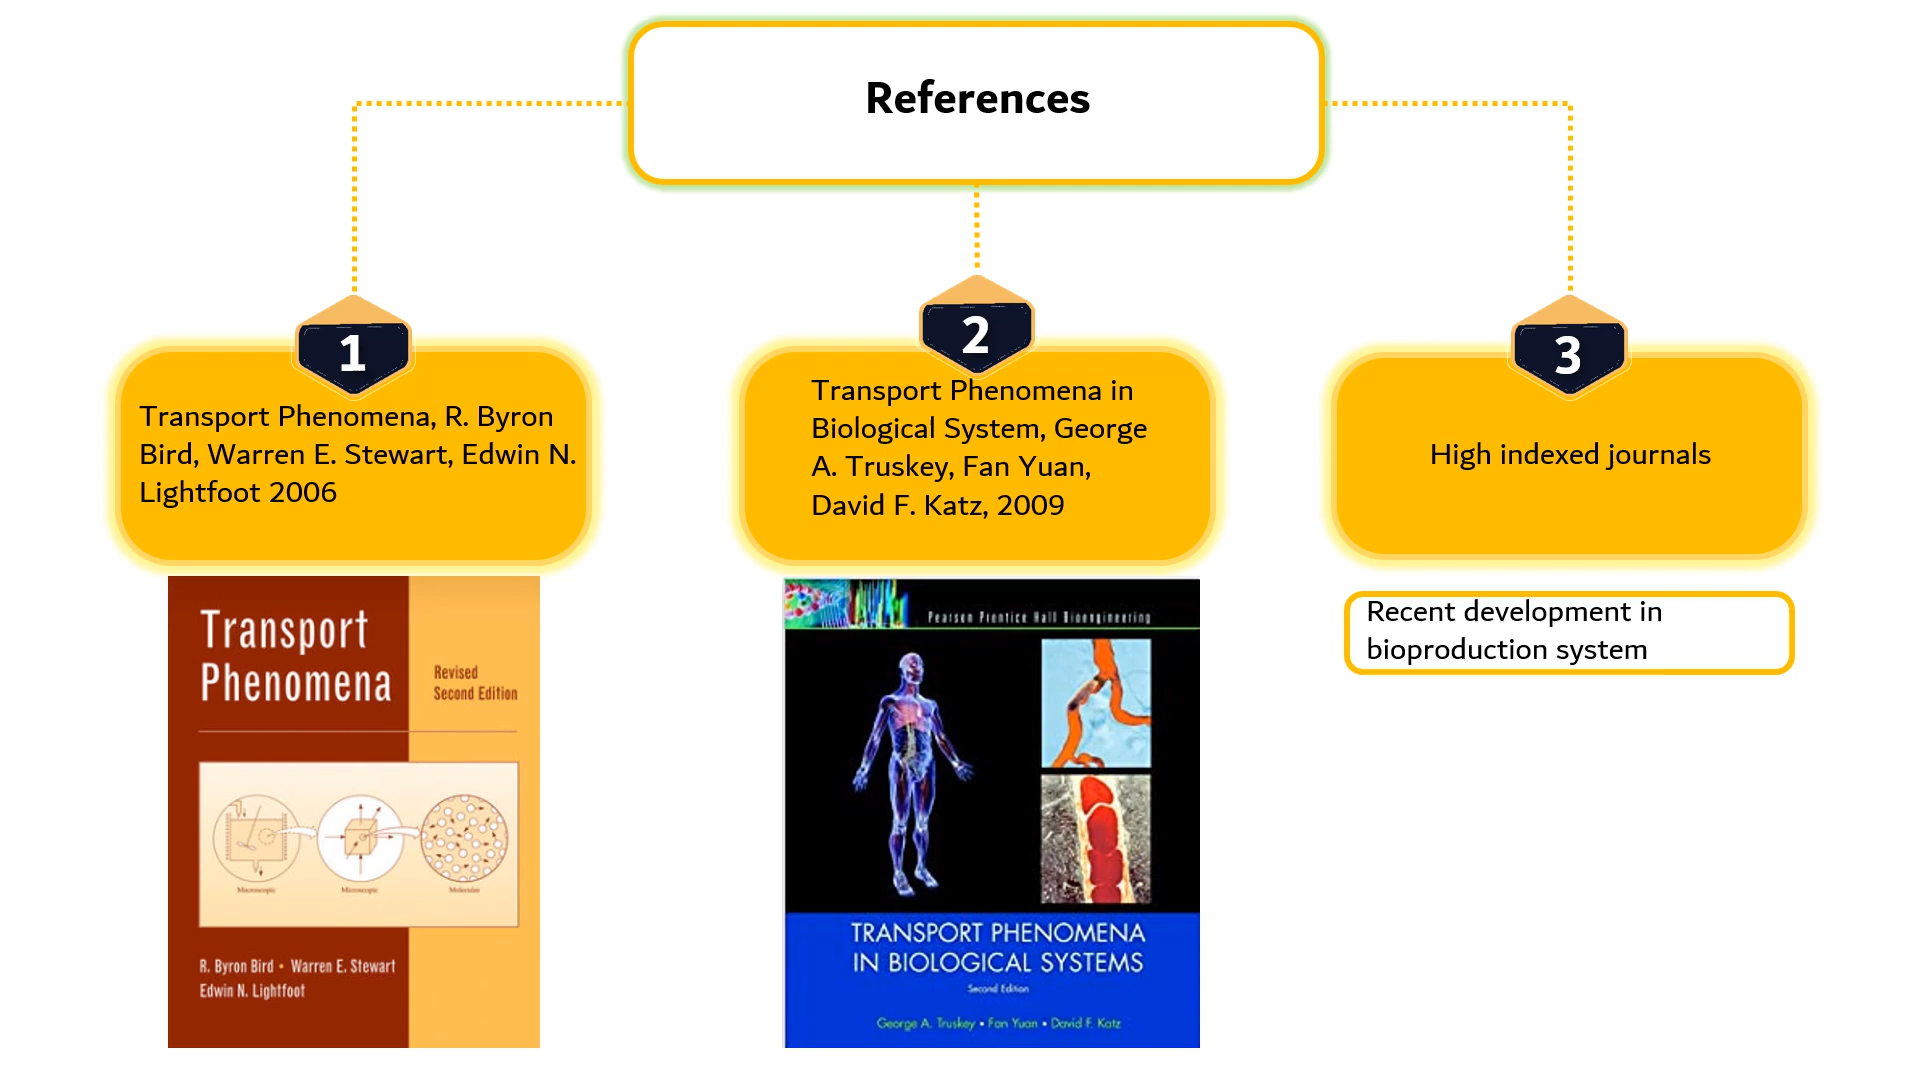 References
1
Transport Phenomena, R. Byron
Bird, Warren E. Stewart, Edwin N.
Lightfoot 2006
Transport
Phenomena
Revised
Second Edition
Macroscopic
Microscopic
Molecular
R. Byron Bird • Warren E. Stewart
Edwin N. Lightfoot
2
Transport Phenomena in
Biological System, George
A. Truskey, Fan Yuan,
David F. Katz, 2009
Pearson Prentice Hall Bioengineering
TRANSPORT PHENOMENA
IN BIOLOGICAL SYSTEMS
Second Edition
George A. Truskey • Fan Yuan • David F. Katz
3
High indexed journals
Recent development in
bioproduction system